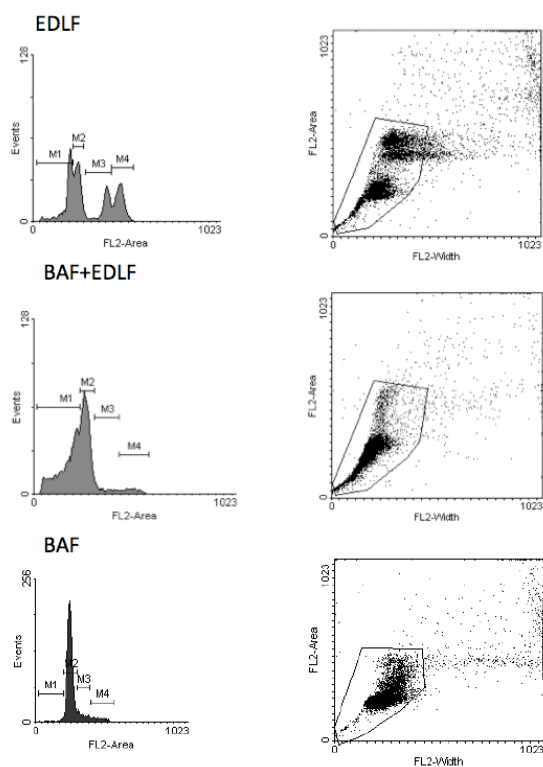 EDLF
128
Events
0
M1
M2
M3
M4
0
1023
FL2-Area
1023
FL2-Area
0
0
1023
FL2-Width
BAF+EDLF
128
Events
0
M1
M2
M3
M4
0
1023
FL2-Area
1023
FL2-Area
0
0
1023
FL2-Width
BAF
256
Events
0
M1
M2
M3
M4
0
1023
FL2-Area
1023
FL2-Area
0
0
1023
FL2-Width